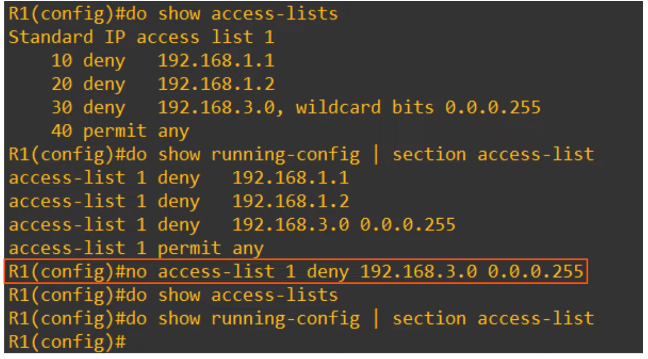 R1(config)#do show access-lists
Standard IP access list 1
    10 deny   192.168.1.1
    20 deny   192.168.1.2
    30 deny   192.168.3.0, wildcard bits 0.0.0.255
    40 permit any
R1(config)#do show running-config | section access-list
access-list 1 deny   192.168.1.1
access-list 1 deny   192.168.1.2
access-list 1 deny   192.168.3.0 0.0.0.255
access-list 1 permit any
R1(config)#no access-list 1 deny 192.168.3.0 0.0.0.255
R1(config)#do show access-lists
R1(config)#do show running-config | section access-list
R1(config)#